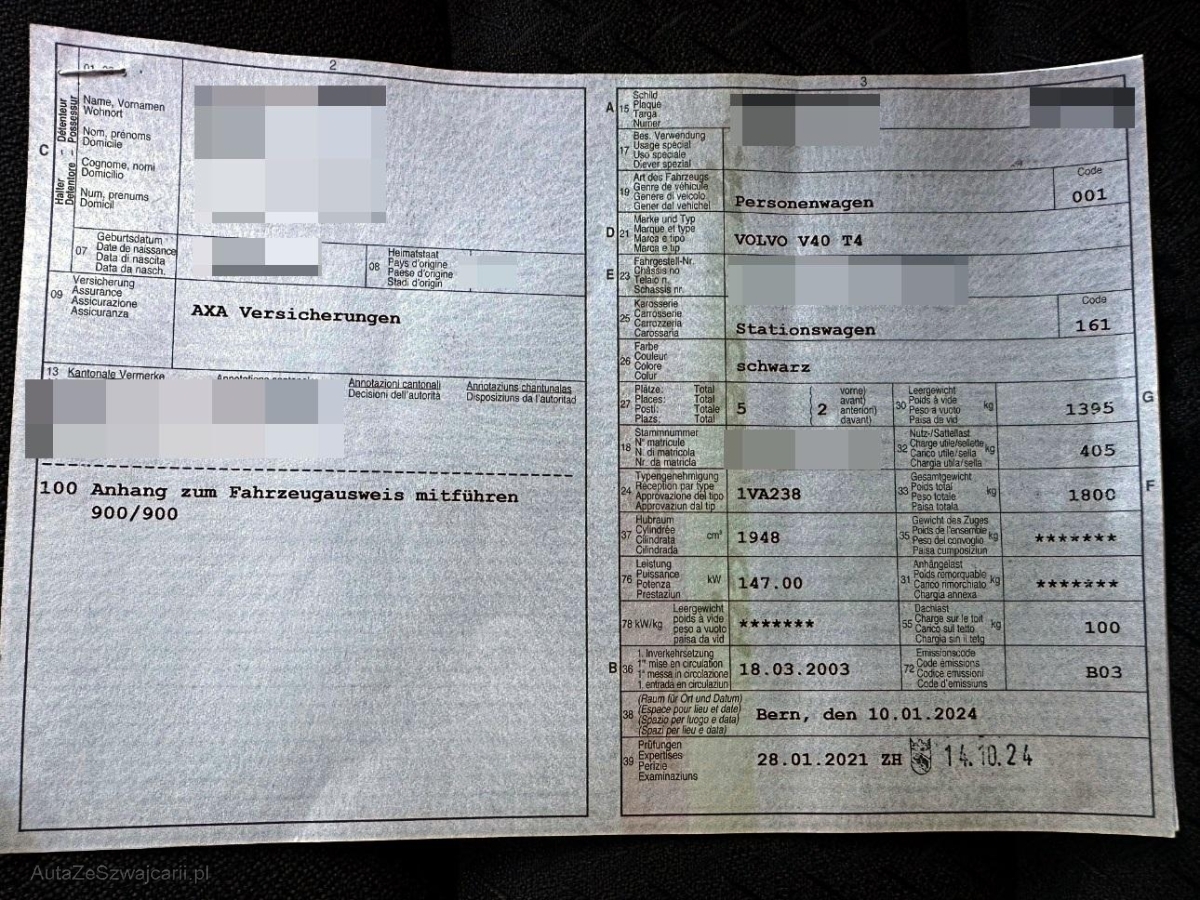 2
Halter – Détenteur
Detentore – Possessur
C
Name, Vornamen
Wohnort
Nom, prénoms
Domicile
Cognome, nomi
Domicilio
Num, prenums
Domicil
07
Geburtsdatum
Date de naissance
Data di nascita
Data da nasch.
08
Heimatstaat
Pays d'origine
Paese d'origine
Stadi d'origin
09
Versicherung
Assurance
Assicurazione
Assicuranza
AXA Versicherungen
13 Kantonale Vermerke
Annotazioni cantonali
Decisioni dell'autorità
Annotaziuns chantunalas
Disposiziuns da l'autoritad
100 Anhang zum Fahrzeugausweis mitführen
900/900
3
A 15
Schild
Plaque
Targa
Numer
17
Bes. Verwendung
Usage spécial
Uso speciale
Diever spezial
19
Art des Fahrzeugs
Genre de véhicule
Genere di veicolo
Gener dal vehichel
Personenwagen
Code
001
D 21
Marke und Typ
Marque et type
Marca e tipo
Marca e tip
VOLVO V40 T4
E 23
Fahrgestell-Nr.
Châssis no
Telaio n.
Schassis nr.
25
Karosserie
Carrosserie
Carrozzeria
Carossaria
Stationswagen
Code
161
26
Farbe
Couleur
Colore
Colur
schwarz
27
Plätze: Total
Places: Total
Posti: Totale
Plazs: Total
5
2
vorne)
avant)
anteriori)
davant)
30
Leergewicht
Poids à vide
Peso a vuoto
Paisa da vid
kg
1395
G
18
Stammnummer
N° matricule
N. di matricola
Nr. da matricla
32
Nutz-/Sattellast
Charge utile/sellette
Carico utile/sella
Chargia utila/sella
kg
405
24
Typengenehmigung
Réception par type
Approvazione del tipo
Approvaziun dal tip
1VA238
33
Gesamtgewicht
Poids total
Peso totale
Paisa totala
kg
1800
F
37
Hubraum
Cylindrée
Cilindrata
Cilindrada
cm³
1948
35
Gewicht des Zuges
Poids de l'ensemble
Peso del convoglio
Paisa cumposiziun
kg
*******
76
Leistung
Puissance
Potenza
Prestaziun
kW
147.00
31
Anhängelast
Poids remorquable
Carico rimorchiato
Chargia annexa
kg
*******
78 kW/kg
Leergewicht
poids à vide
peso a vuoto
paisa da vid
*******
55
Dachlast
Charge sur le toit
Carico sul tetto
Chargia sin il tetg
kg
100
B 36
1. Inverkehrsetzung
1re mise en circulation
1a messa in circolazione
1. entrada en circulaziun
18.03.2003
72
Emissionscode
Code émissions
Codice emissioni
Code d'emissiuns
B03
38
(Raum für Ort und Datum)
(Espace pour lieu et date)
(Spazio per luogo e data)
(Spazi per lieu e data)
Bern, den 10.01.2024
39
Prüfungen
Expertises
Perizie
Examinaziuns
28.01.2021 ZH
14.10.24
AutaZeSzwajcarii.pl